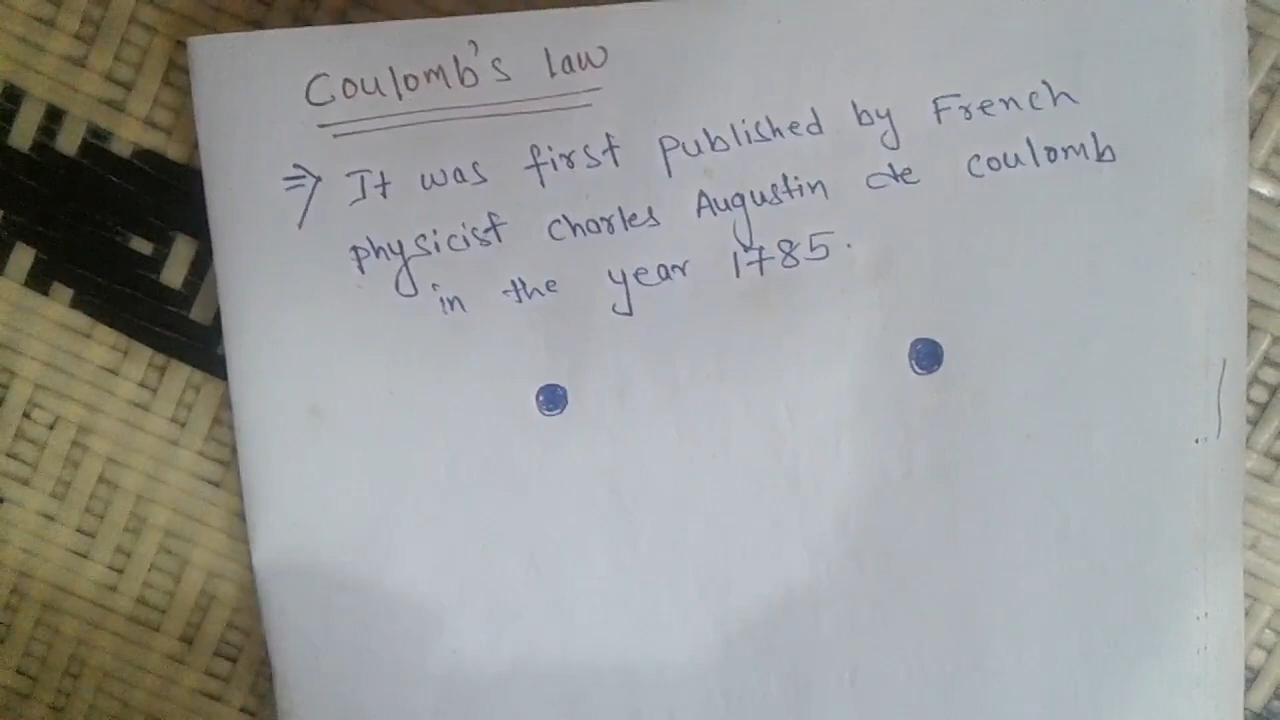 Coulomb's law
⇒ It was first published by French
physicist charles Augustin de coulomb
in the year 1785.